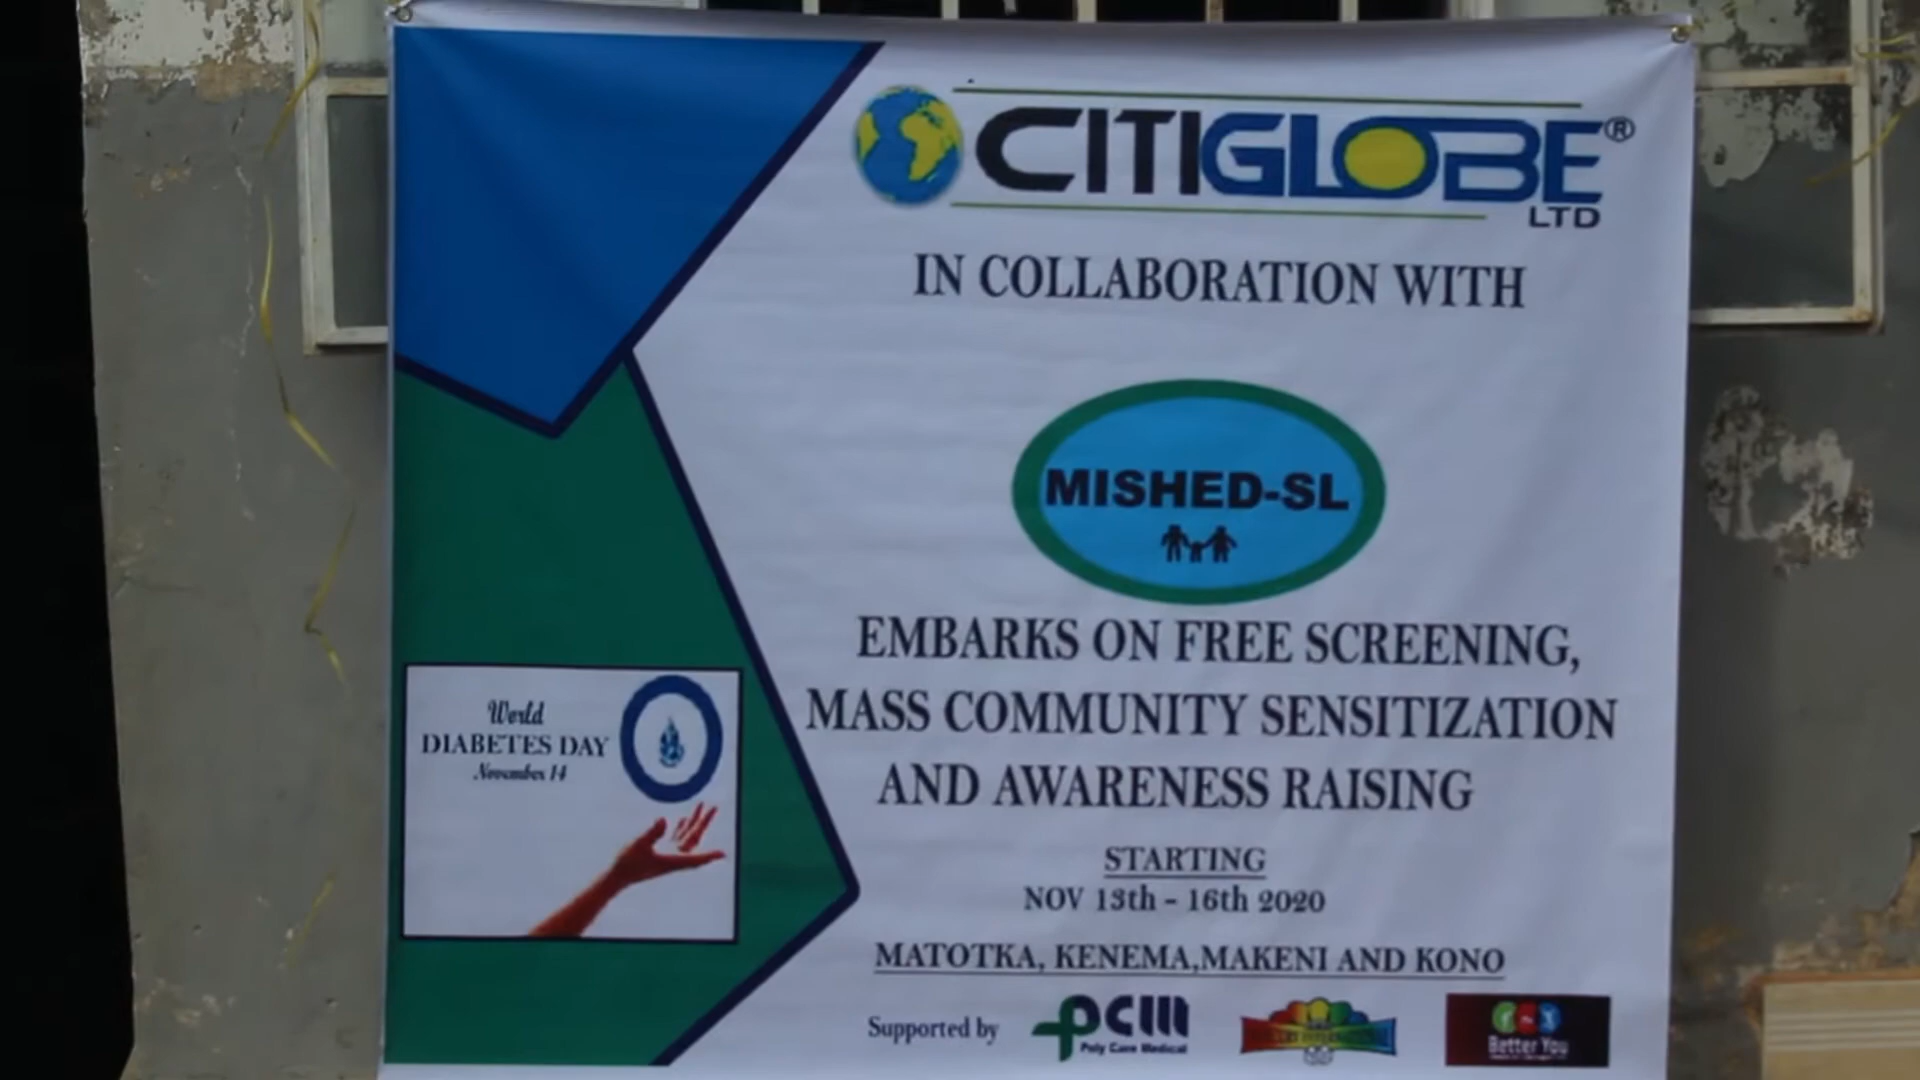 CITIGLOBE®
LTD
IN COLLABORATION WITH
MISHED-SL
EMBARKS ON FREE SCREENING,
MASS COMMUNITY SENSITIZATION
AND AWARENESS RAISING
World
DIABETES DAY
November 14
STARTING
NOV 13th - 16th 2020
MATOTKA, KENEMA,MAKENI AND KONO
Supported by
PCM
Poly Care Medical
Better You